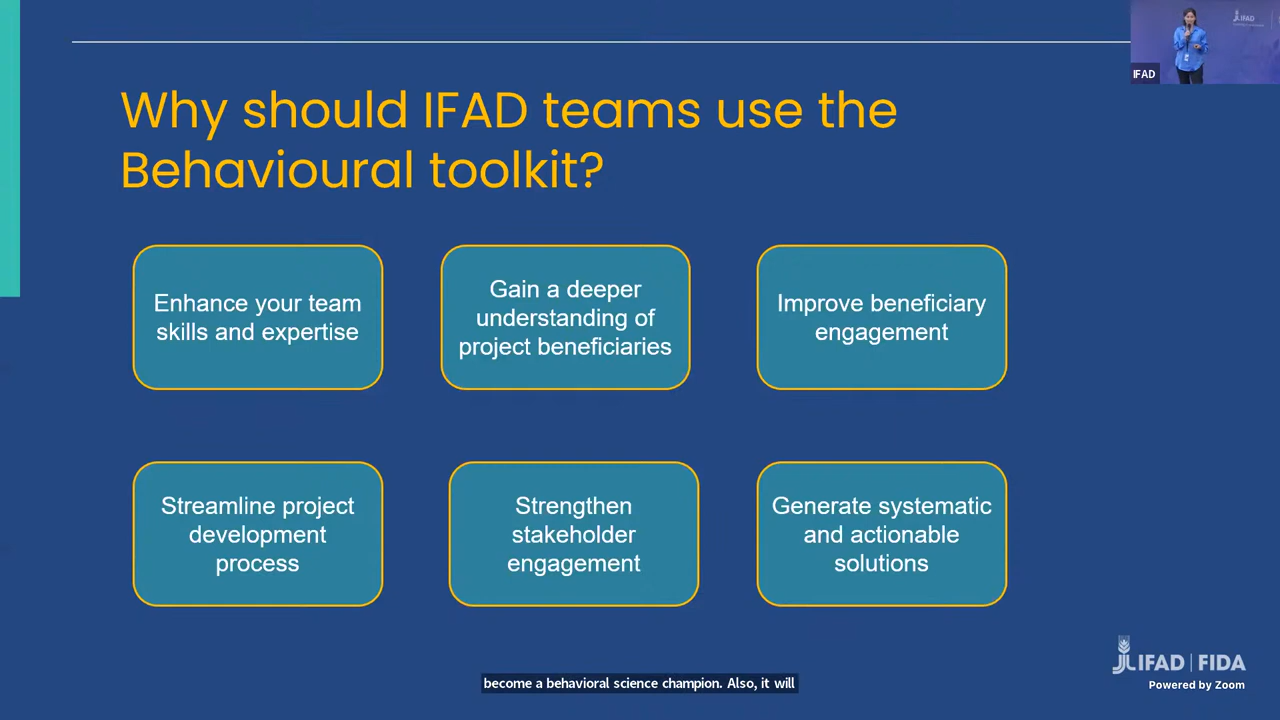 IFAD
IFAD
Why should IFAD teams use the
Behavioural toolkit?
Enhance your team
skills and expertise
Gain a deeper
understanding of
project beneficiaries
Improve beneficiary
engagement
Streamline project
development
process
Strengthen
stakeholder
engagement
Generate systematic
and actionable
solutions
IFAD | FIDA
Powered by Zoom
become a behavioral science champion. Also, it will